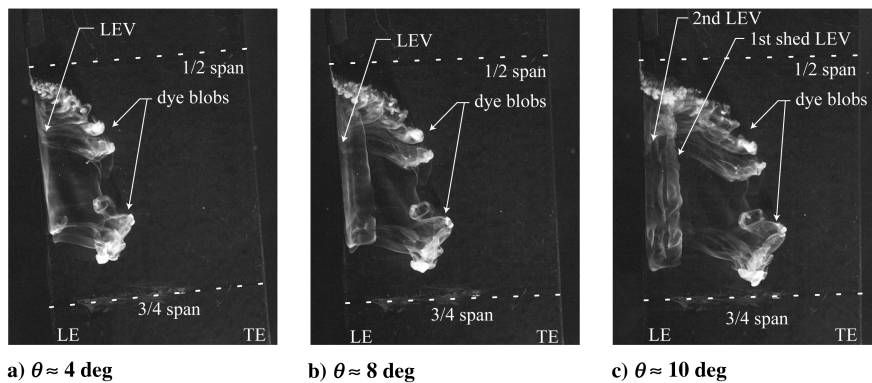 LEV
1/2 span
dye blobs
3/4 span
LE
TE
a) θ ≈ 4 deg
LEV
1/2 span
dye blobs
3/4 span
LE
TE
b) θ ≈ 8 deg
2nd LEV
1st shed LEV
1/2 span
dye blobs
3/4 span
LE
TE
c) θ ≈ 10 deg